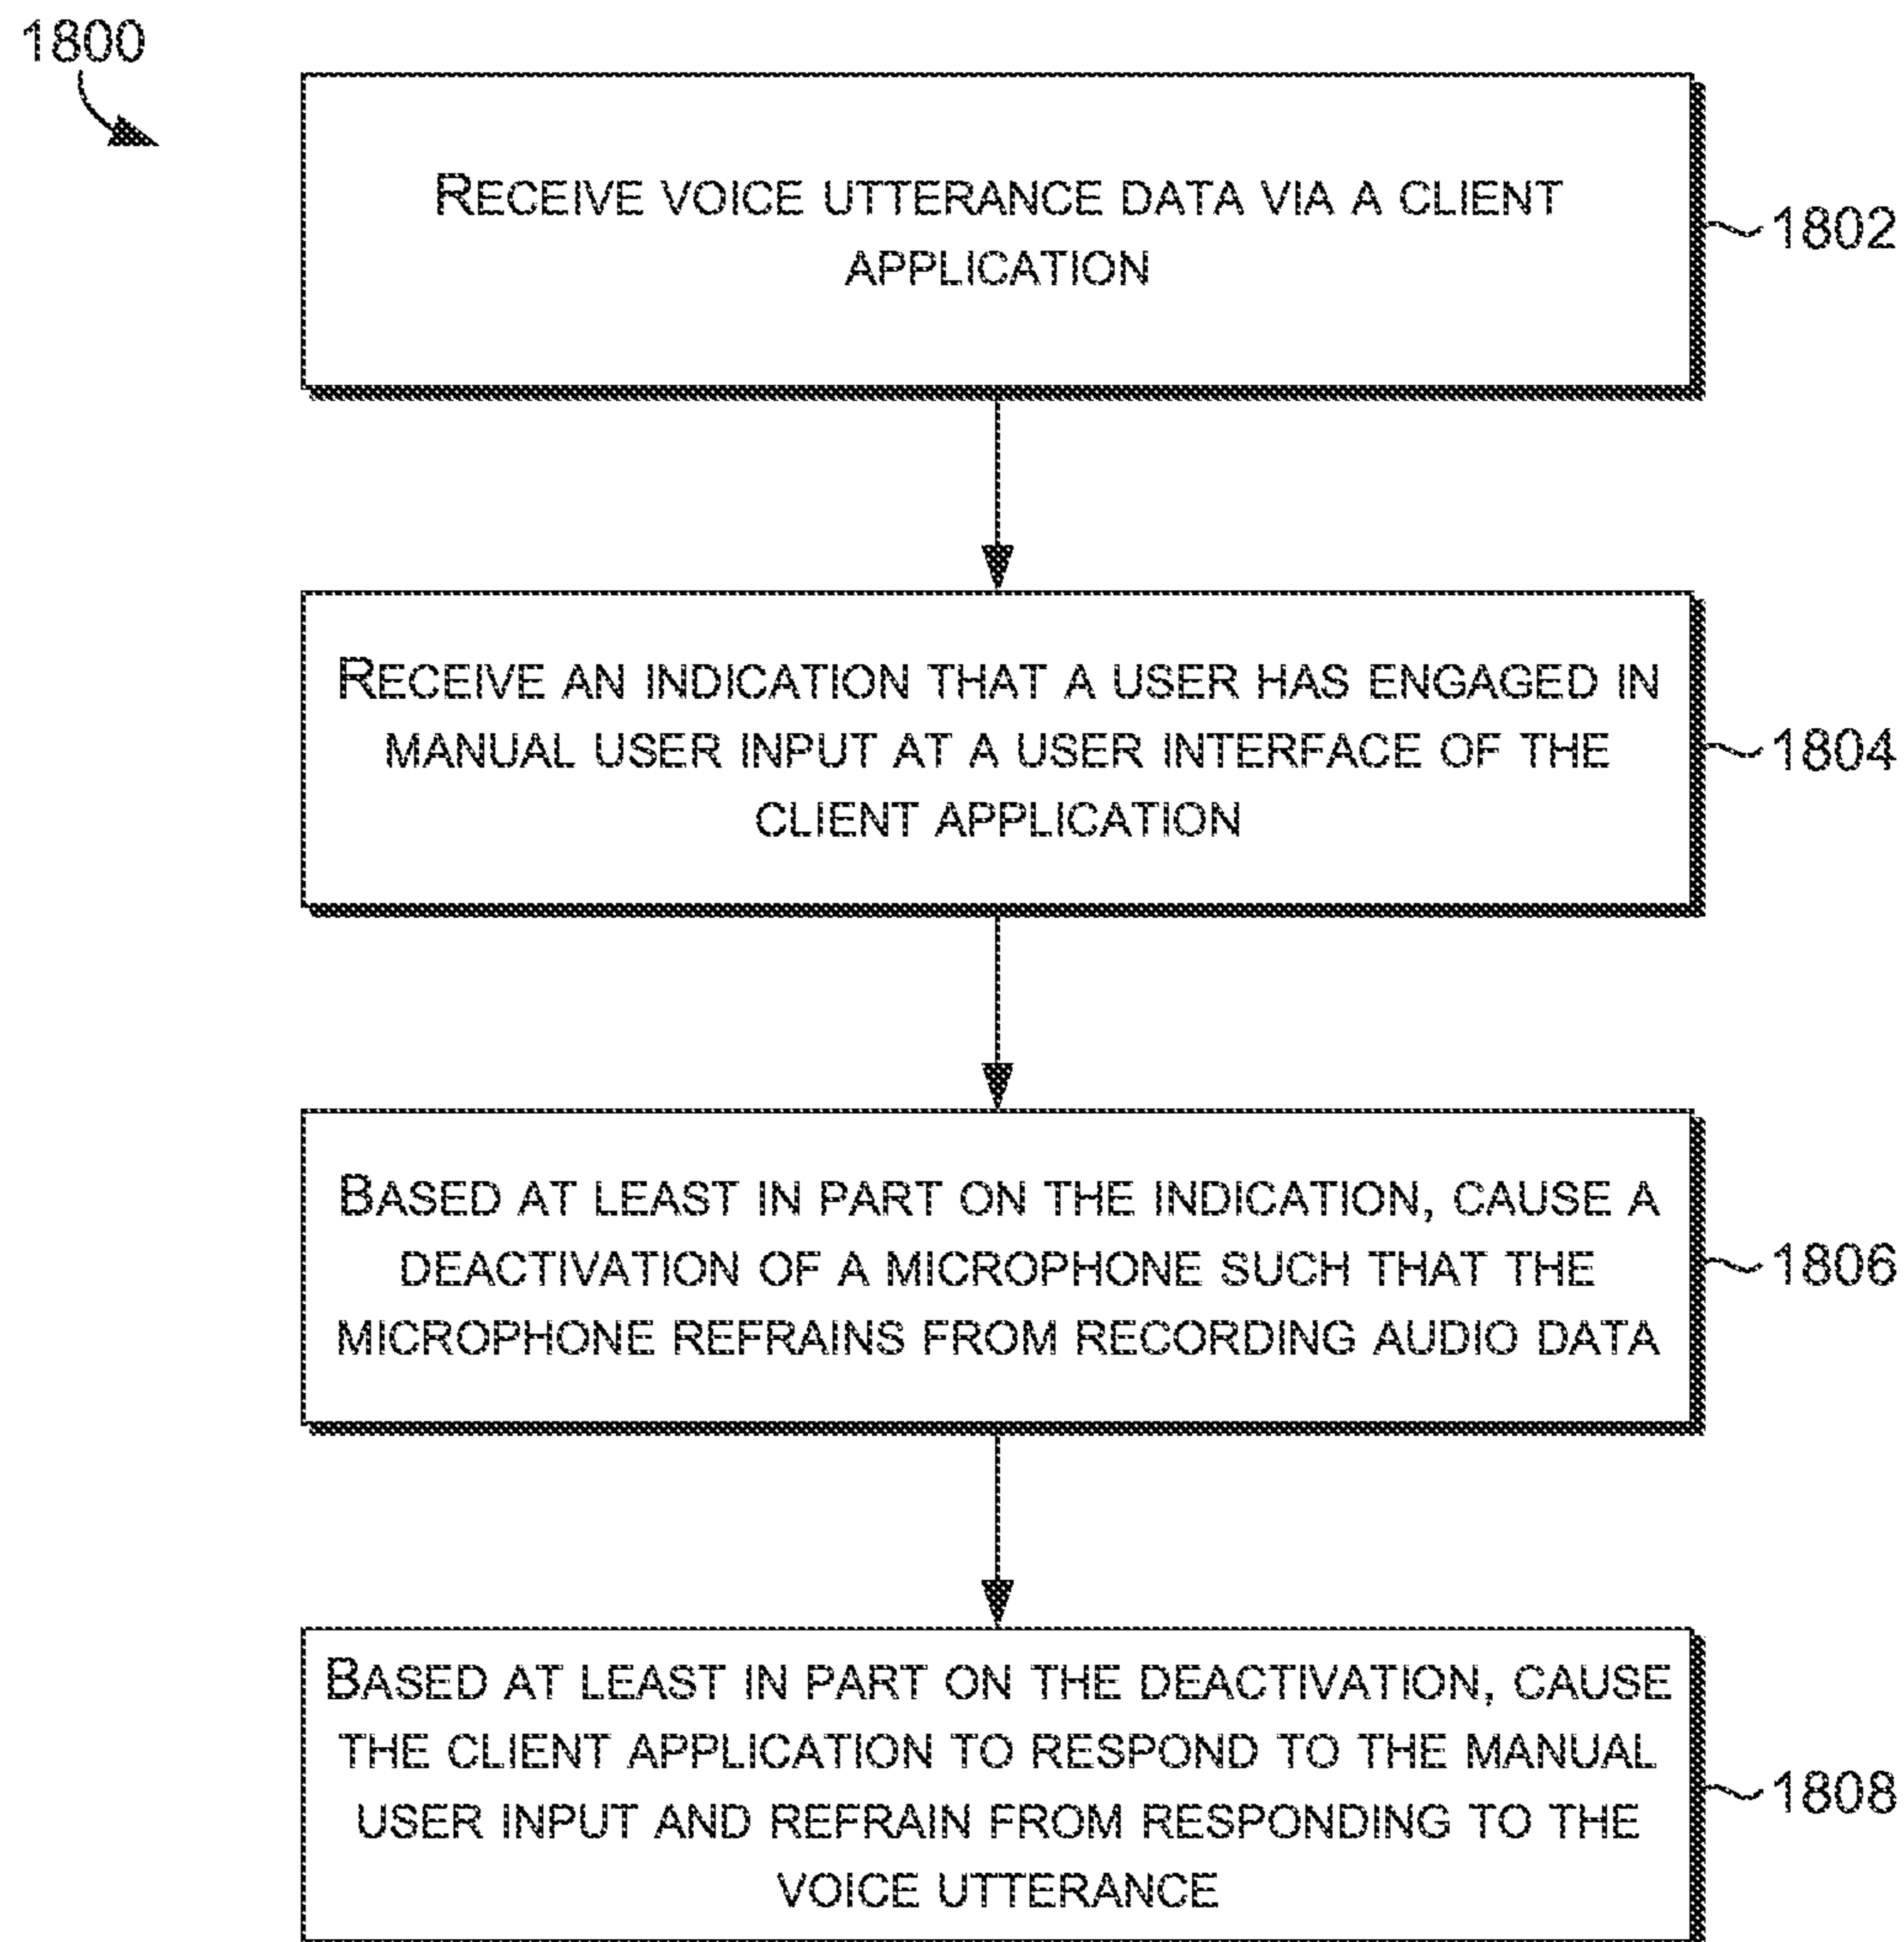 1800
RECEIVE VOICE UTTERANCE DATA VIA A CLIENT
APPLICATION
1802
RECEIVE AN INDICATION THAT A USER HAS ENGAGED IN
MANUAL USER INPUT AT A USER INTERFACE OF THE
CLIENT APPLICATION
1804
BASED AT LEAST IN PART ON THE INDICATION, CAUSE A
DEACTIVATION OF A MICROPHONE SUCH THAT THE
MICROPHONE REFRAINS FROM RECORDING AUDIO DATA
1806
BASED AT LEAST IN PART ON THE DEACTIVATION, CAUSE
THE CLIENT APPLICATION TO RESPOND TO THE MANUAL
USER INPUT AND REFRAIN FROM RESPONDING TO THE
VOICE UTTERANCE
1808